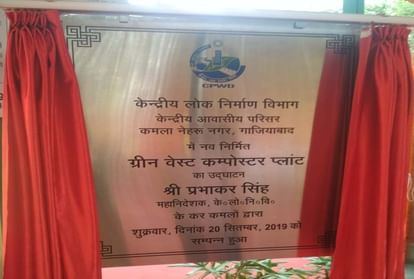 CPWD
केन्द्रीय लोक निर्माण विभाग
केन्द्रीय आवासीय परिसर
कमला नेहरू नगर, गाजियाबाद
में नव निर्मित
ग्रीन वेस्ट कम्पोस्टर प्लांट
का उद्घाटन
श्री प्रभाकर सिंह
महानिदेशक, के०लो०नि०वि०
के कर कमलों द्वारा
शुक्रवार, दिनांक 20 सितम्बर, 2019 को
सम्पन्न हुआ